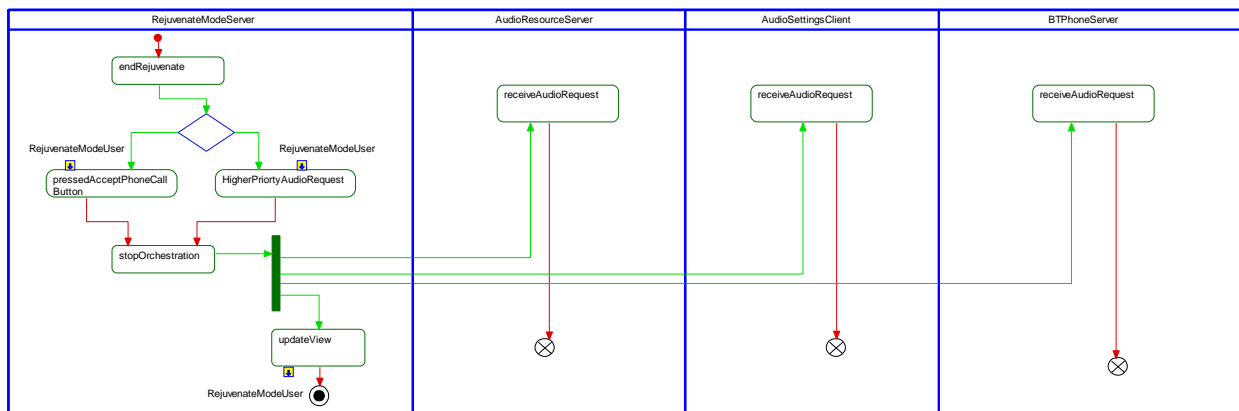 RejuvenateModeServer
AudioResourceServer
AudioSettingsClient
BTPhoneServer
endRejuvenate
receiveAudioRequest
receiveAudioRequest
receiveAudioRequest
RejuvenateModeUser
RejuvenateModeUser
pressedAcceptPhoneCall
Button
HigherPriortyAudioRequest
stopOrchestration
updateView
RejuvenateModeUser